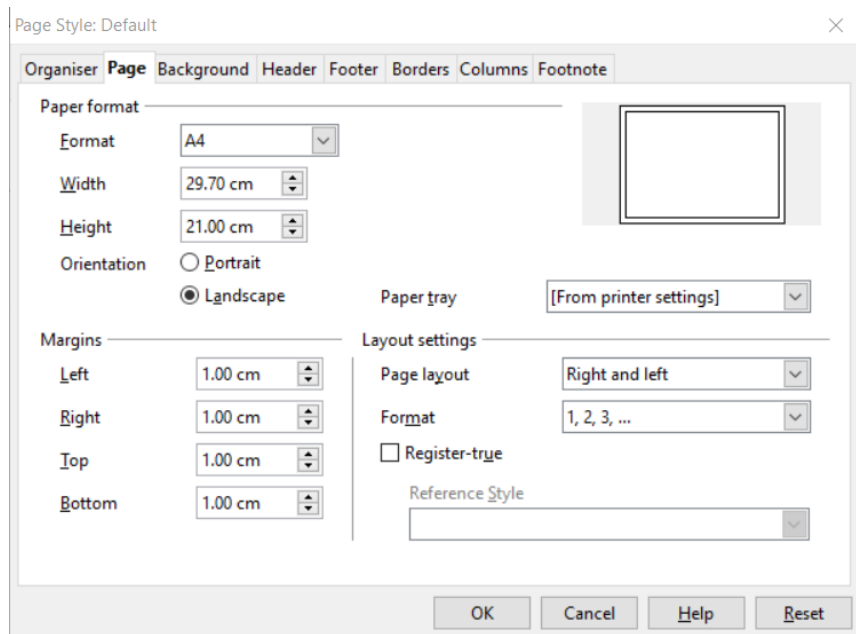 Page Style: Default
Organiser Page Background Header Footer Borders Columns Footnote
Paper format
Format A4
Width 29.70 cm
Height 21.00 cm
Orientation Portrait
Landscape
Paper tray [From printer settings]
Margins
Left 1.00 cm
Right 1.00 cm
Top 1.00 cm
Bottom 1.00 cm
Layout settings
Page layout Right and left
Format 1, 2, 3, ...
Register-true
Reference Style
OK Cancel Help Reset